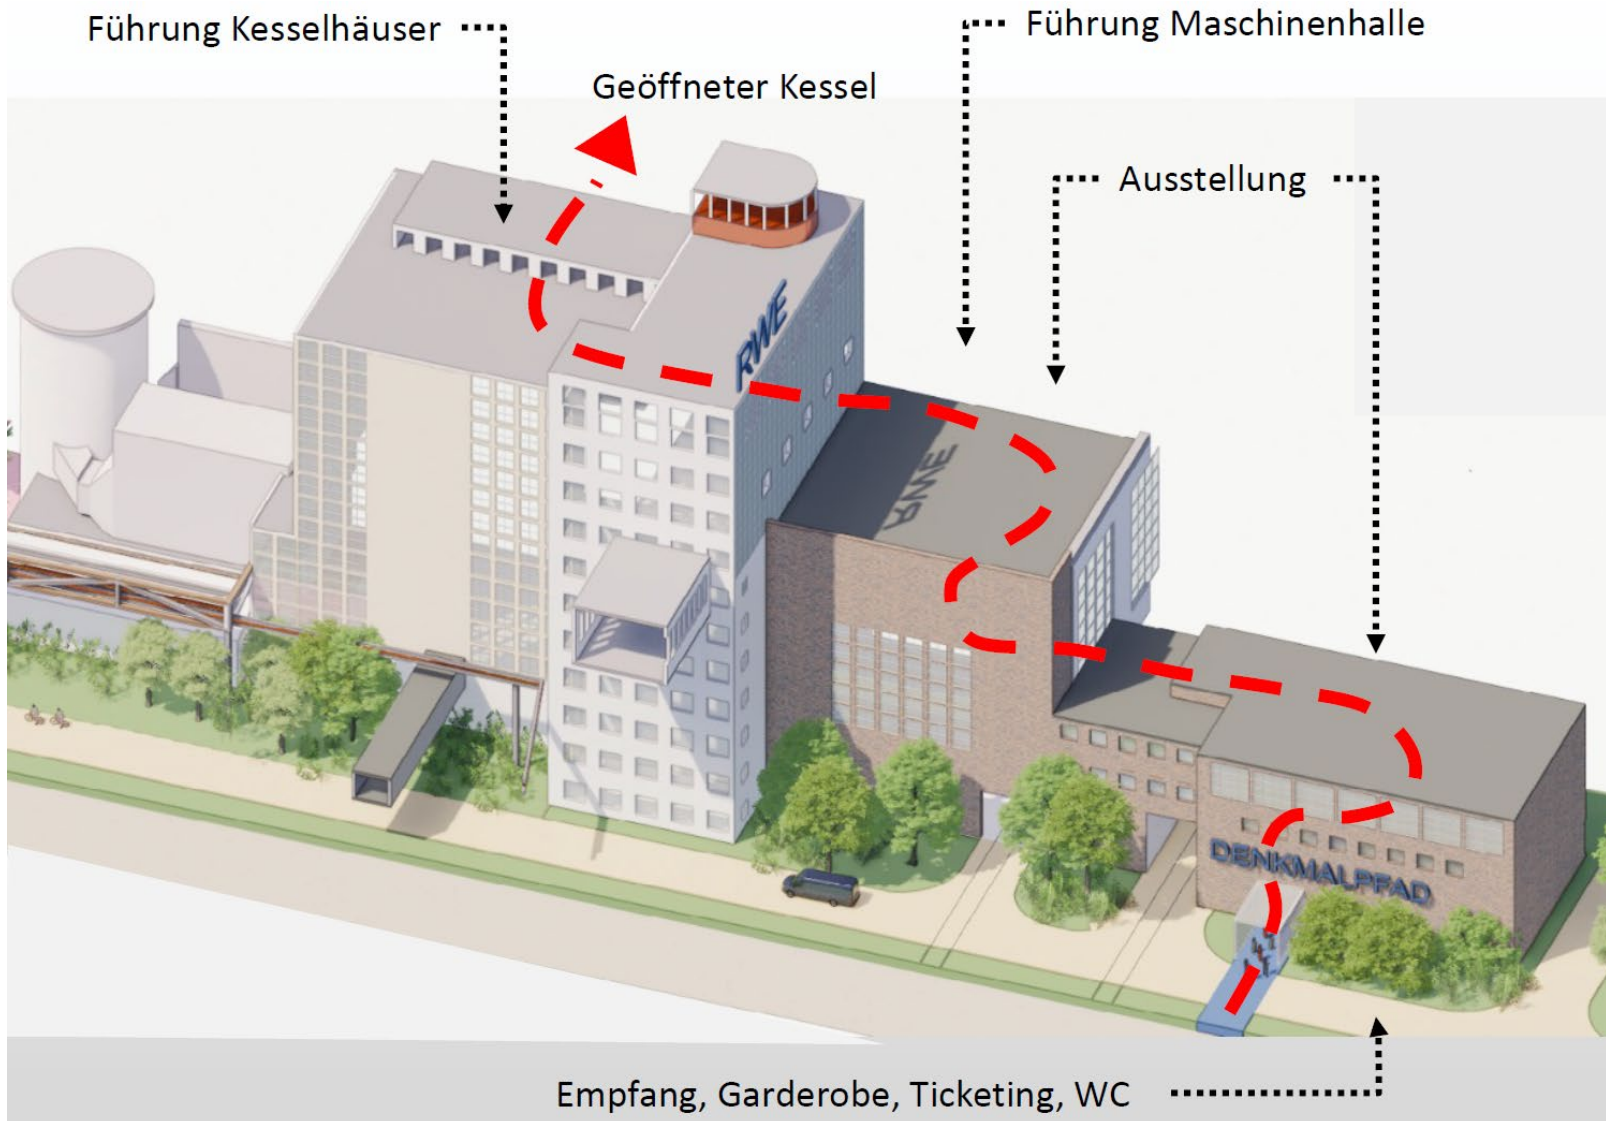 Führung Kesselhäuser
Führung Maschinenhalle
Geöffneter Kessel
Ausstellung
RWE
RWE
DENKMALPFAD
Empfang, Garderobe, Ticketing, WC